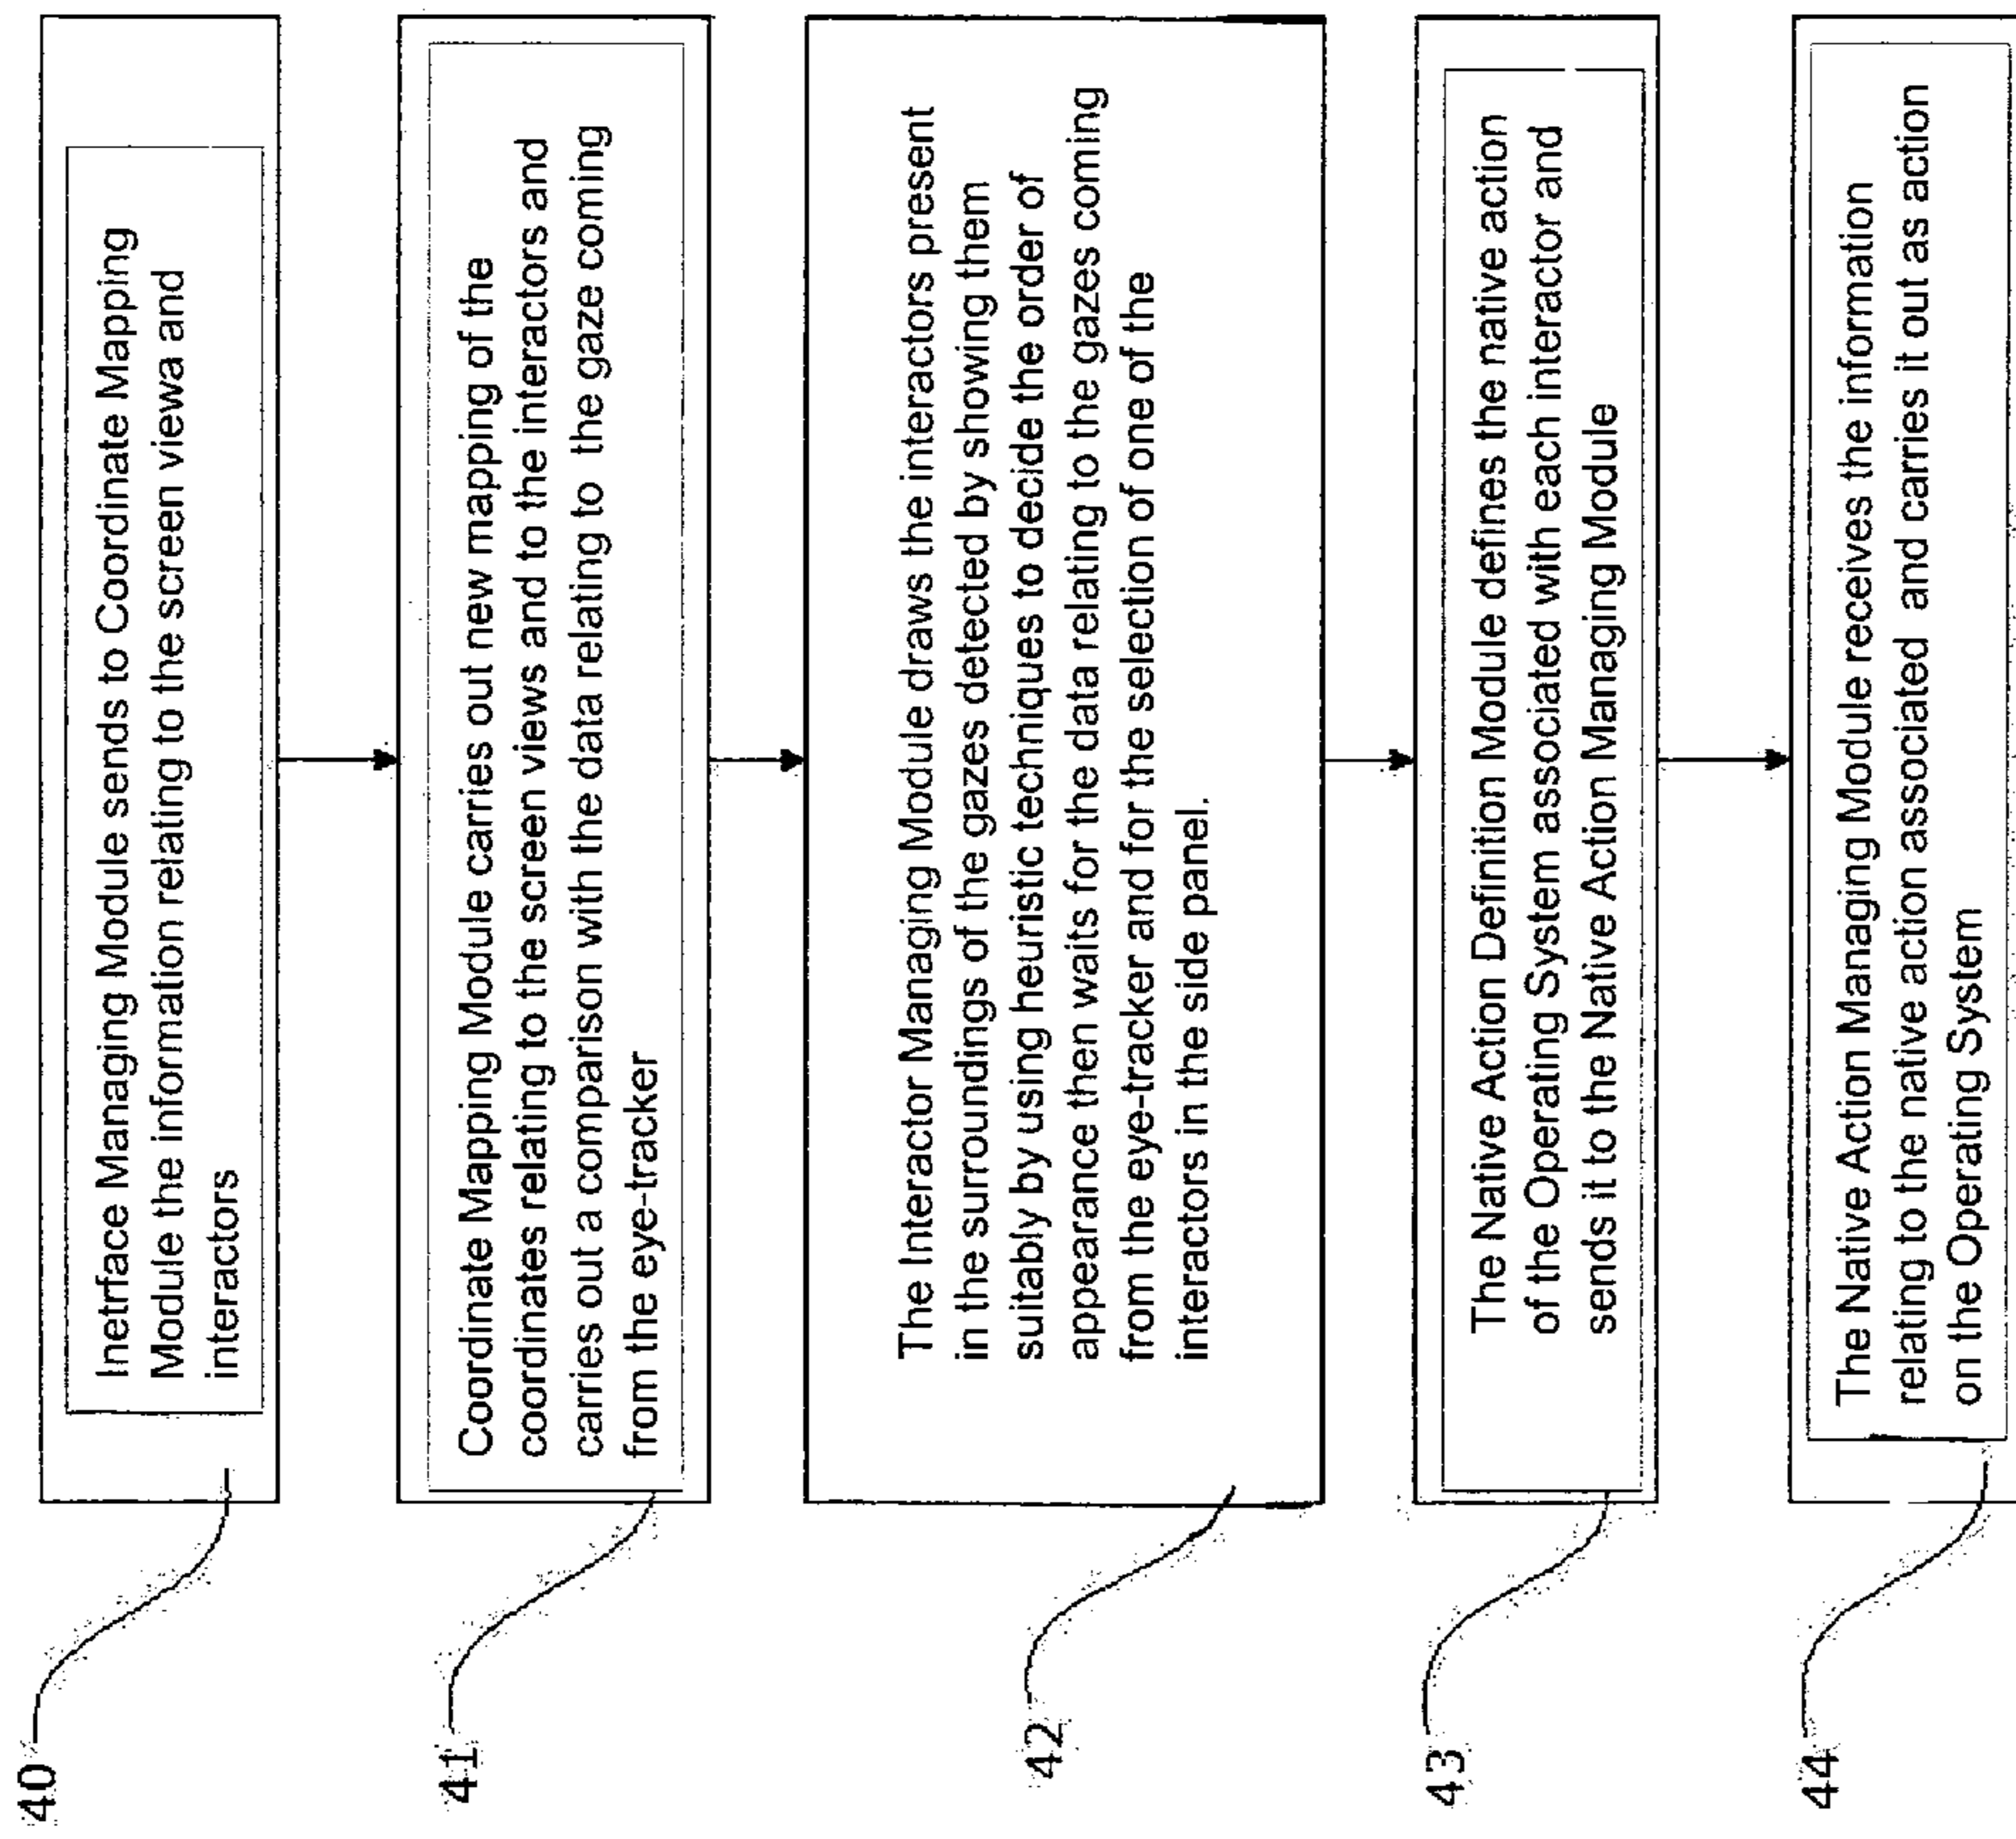 40
Inetrface Managing Module sends to Coordinate Mapping
Module the information relating to the screen viewa and
interactors
41
Coordinate Mapping Module carries out new mapping of the
coordinates relating to the screen views and to the interactors and
carries out a comparison with the data relating to the gaze coming
from the eye-tracker
42
The Interactor Managing Module draws the interactors present
in the surroundings of the gazes detected by showing them
suitably by using heuristic techniques to decide the order of
appearance then waits for the data relating to the gazes coming
from the eye-tracker and for the selection of one of the
interactors in the side panel.
43
The Native Action Definition Module defines the native action
of the Operating System associated with each interactor and
sends it to the Native Action Managing Module
44
The Native Action Managing Module receives the information
relating to the native action associated and carries it out as action
on the Operating System